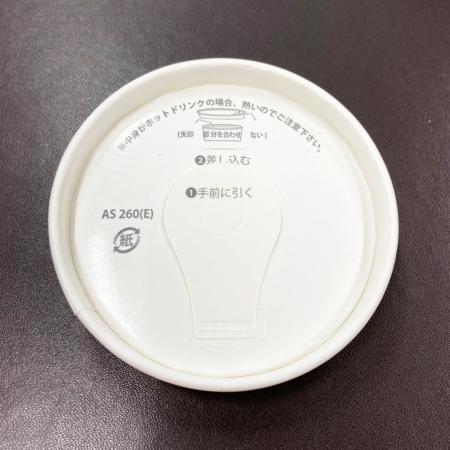 ※中身がホットドリンクの場合、熱いのでご注意下さい。
(矢印 部分を合わせ ない)
❷差し込む
❶手前に引く
AS 260(E)
紙